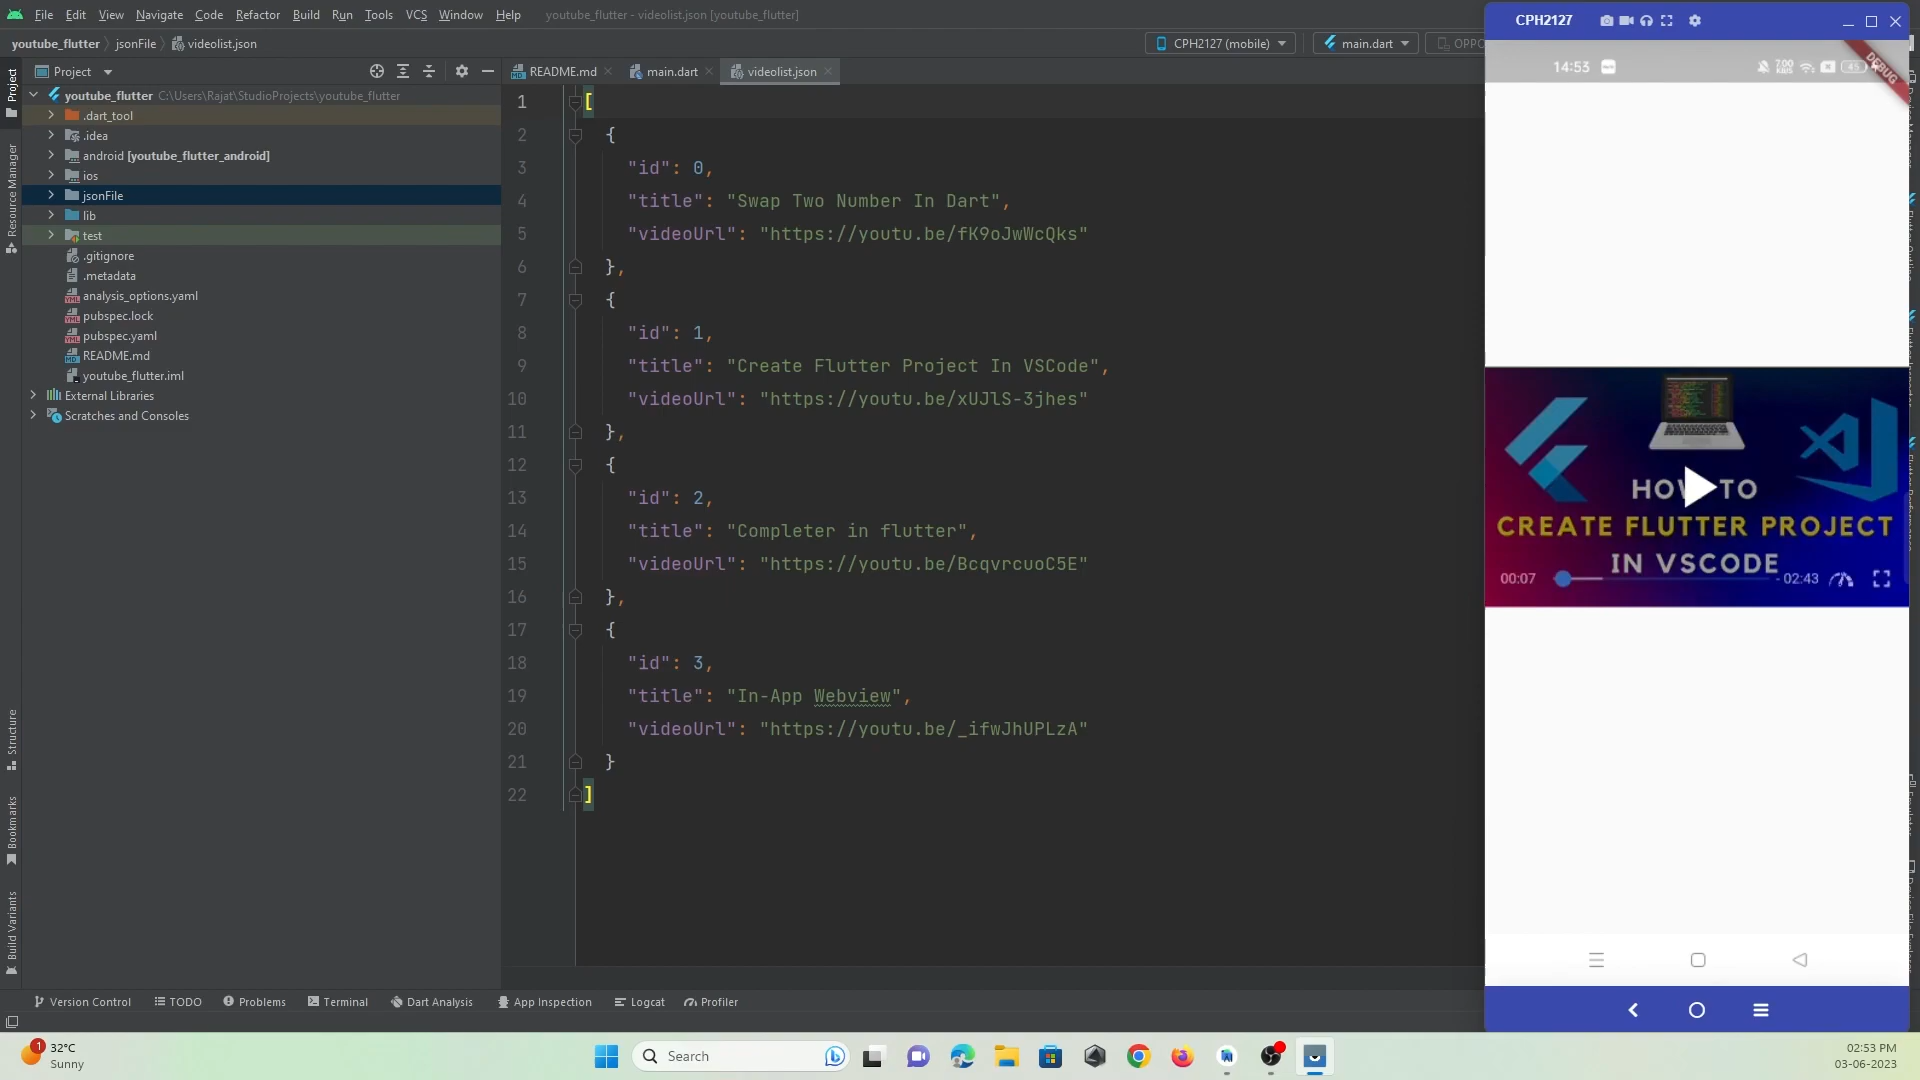 File Edit View Navigate Code Refactor Build Run Tools VCS Window Help youtube_flutter - videolist.json [youtube_flutter]
youtube_flutter jsonFile videolist.json
CPH2127 (mobile) main.dart OPPO
Project
README.md main.dart videolist.json
youtube_flutter C:\Users\Rajat\StudioProjects\youtube_flutter
.dart_tool
.idea
android [youtube_flutter_android]
ios
jsonFile
lib
test
.gitignore
.metadata
analysis_options.yaml
pubspec.lock
pubspec.yaml
README.md
youtube_flutter.iml
External Libraries
Scratches and Consoles
Project
Resource Manager
Structure
Bookmarks
Build Variants
1 [
2 {
3 "id": 0,
4 "title": "Swap Two Number In Dart",
5 "videoUrl": "https://youtu.be/fK9oJwWcQks"
6 },
7 {
8 "id": 1,
9 "title": "Create Flutter Project In VSCode",
10 "videoUrl": "https://youtu.be/xUJlS-3jhes"
11 },
12 {
13 "id": 2,
14 "title": "Completer in flutter",
15 "videoUrl": "https://youtu.be/BcqvrcuoC5E"
16 },
17 {
18 "id": 3,
19 "title": "In-App Webview",
20 "videoUrl": "https://youtu.be/_ifwJhUPLzA"
21 }
22 ]
CPH2127
14:53 7.00 KB/S 45
DEBUG
HOW TO
CREATE FLUTTER PROJECT
IN VSCODE
00:07 - 02:43
Version Control TODO Problems Terminal Dart Analysis App Inspection Logcat Profiler
1 32°C
Sunny
Search
02:53 PM
03-06-2023